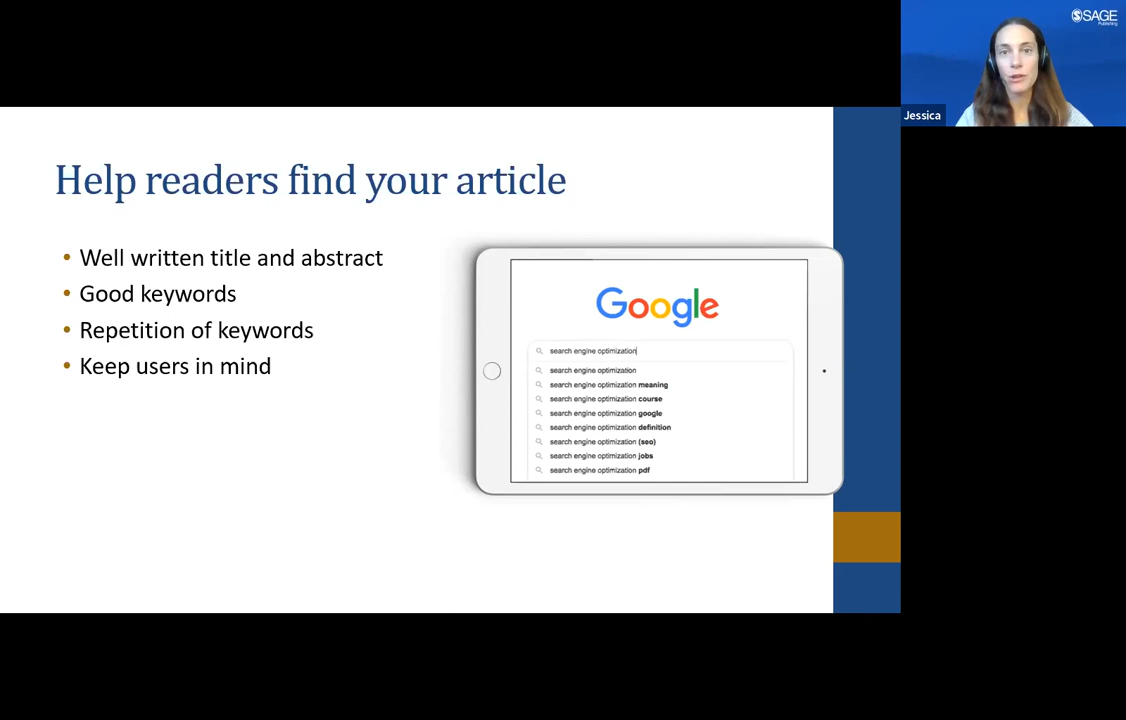 SAGE
Publishing
Jessica
Help readers find your article
• Well written title and abstract
• Good keywords
• Repetition of keywords
• Keep users in mind
Google
search engine optimization
search engine optimization
search engine optimization meaning
search engine optimization course
search engine optimization google
search engine optimization definition
search engine optimization (seo)
search engine optimization jobs
search engine optimization pdf